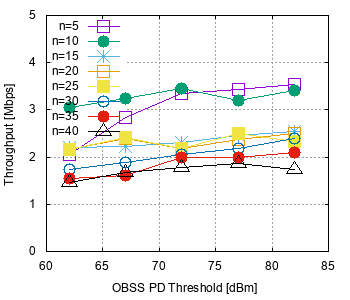 5
4
3
2
1
0
Throughput [Mbps]
n=5
n=10
n=15
n=20
n=25
n=30
n=35
n=40
60 65 70 75 80 85
OBSS PD Threshold [dBm]